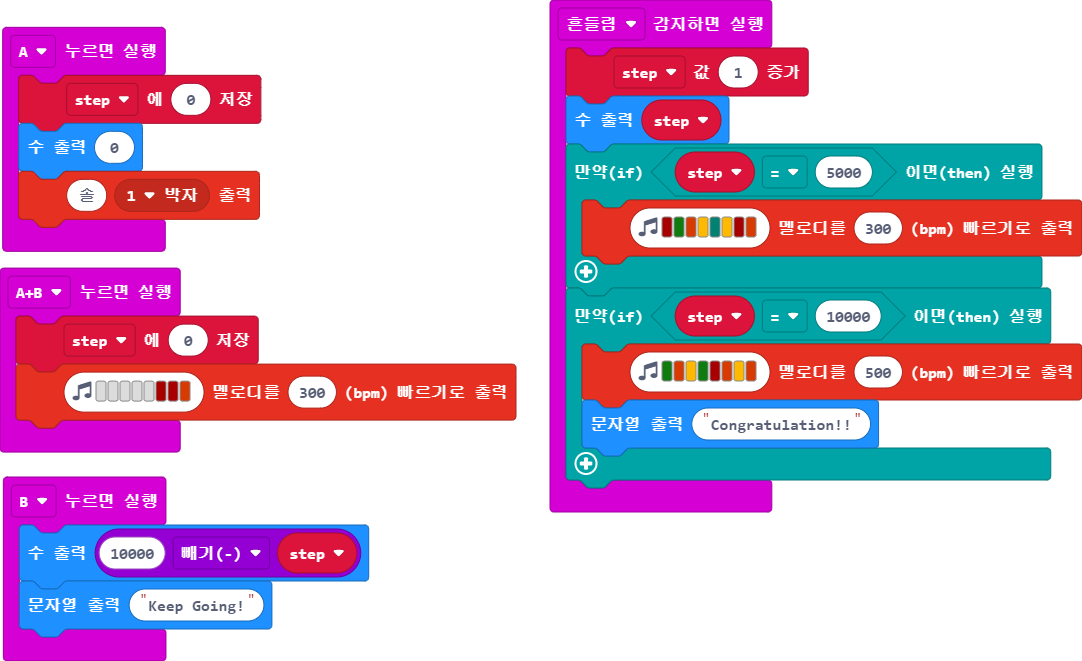 A 누르면 실행
step 에 0 저장
수 출력 0
솔 1 박자 출력
A+B 누르면 실행
step 에 0 저장
멜로디를 300 (bpm) 빠르기로 출력
B 누르면 실행
수 출력 10000 빼기(-) step
문자열 출력 "Keep Going!"
흔들림 감지하면 실행
step 값 1 증가
수 출력 step
만약(if) step = 5000 이면(then) 실행
멜로디를 300 (bpm) 빠르기로 출력
만약(if) step = 10000 이면(then) 실행
멜로디를 500 (bpm) 빠르기로 출력
문자열 출력 "Congratulation!!"